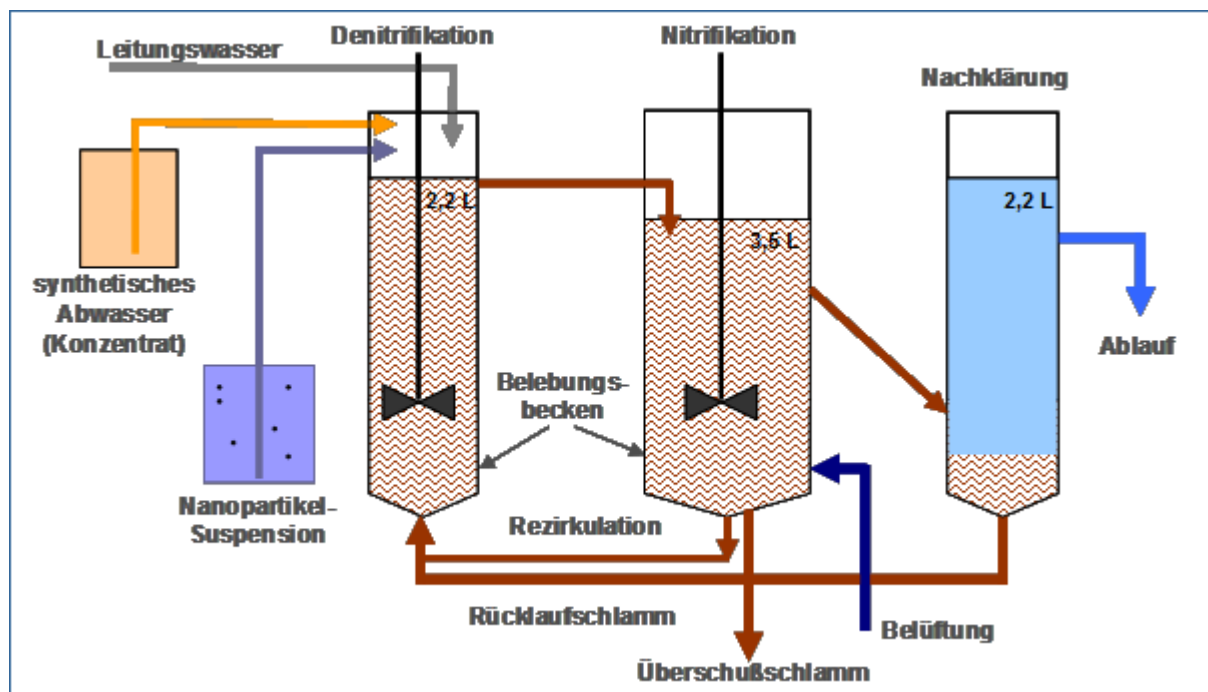 Denitrifikation
Nitrifikation
Leitungswasser
Nachklärung
2,2 L
2,2 L
3,5 L
synthetisches
Abwasser
(Konzentrat)
Ablauf
Belebungs-
becken
Nanopartikel-
Suspension
Rezirkulation
Rücklaufschlamm
Belüftung
Überschußschlamm